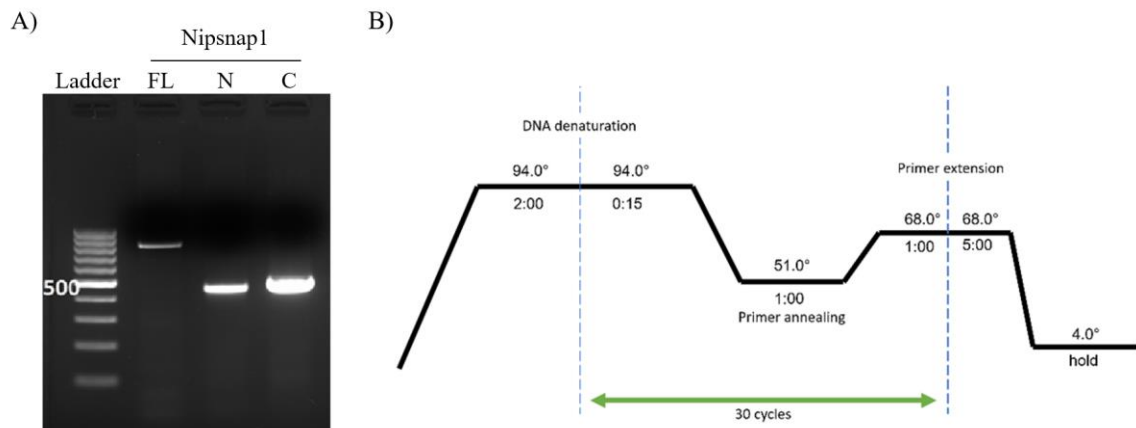 A)
Nipsnap1
Ladder FL N C
500
B)
DNA denaturation
94.0° 94.0°
2:00 0:15
Primer extension
68.0° 68.0°
1:00 5:00
51.0°
1:00
Primer annealing
4.0°
hold
30 cycles